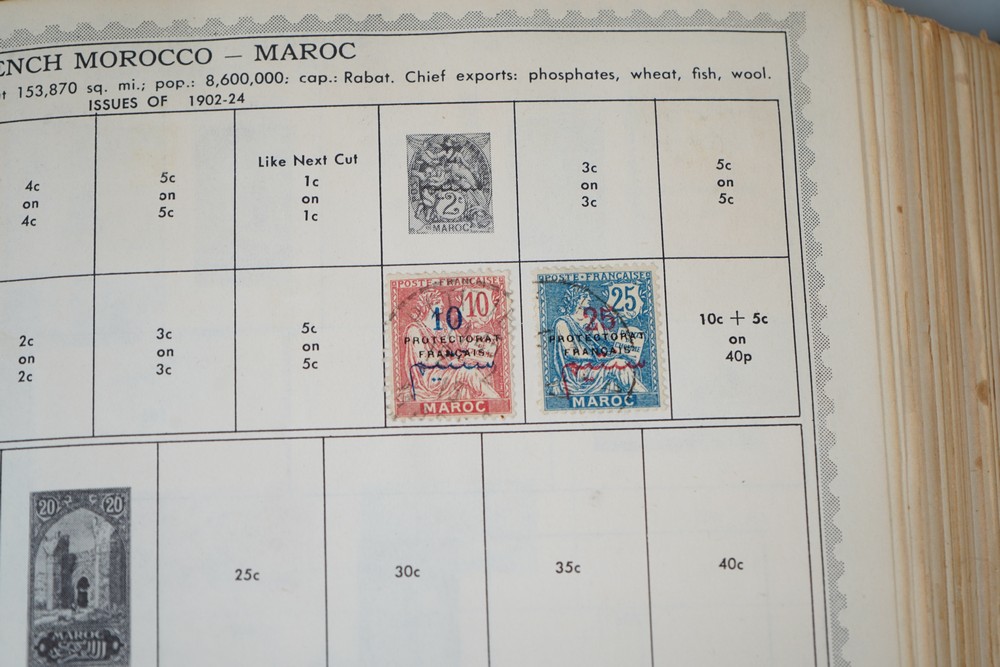 ENCH MOROCCO – MAROC
153,870 sq. mi.; pop.: 8,600,000; cap.: Rabat. Chief exports: phosphates, wheat, fish, wool.
ISSUES OF 1902-24
4c
on
4c
5c
on
5c
Like Next Cut
1c
on
1c
2c
MAROC
3c
on
3c
5c
on
5c
2c
on
2c
3c
on
3c
5c
on
5c
POSTE·FRANÇAISE
10
10
PROTECTORAT
FRANÇAIS
MAROC
POSTE·FRANÇAISE
25
25
PROTECTORAT
FRANÇAIS
MAROC
10c + 5c
on
40p
20 20
MAROC
25c
30c
35c
40c